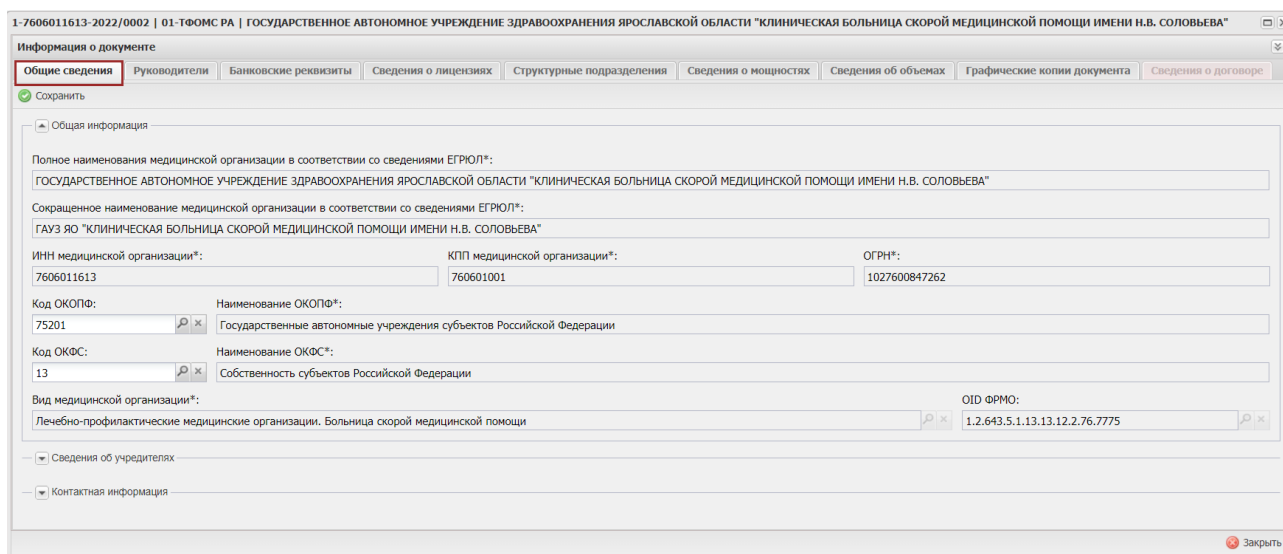 1-7606011613-2022/0002 | 01-ТФОМС РА | ГОСУДАРСТВЕННОЕ АВТОНОМНОЕ УЧРЕЖДЕНИЕ ЗДРАВООХРАНЕНИЯ ЯРОСЛАВСКОЙ ОБЛАСТИ "КЛИНИЧЕСКАЯ БОЛЬНИЦА СКОРОЙ МЕДИЦИНСКОЙ ПОМОЩИ ИМЕНИ Н.В. СОЛОВЬЕВА"
Информация о документе
Общие сведения Руководители Банковские реквизиты Сведения о лицензиях Структурные подразделения Сведения о мощностях Сведения об объемах Графические копии документа Сведения о договоре
Сохранить
Общая информация
Полное наименования медицинской организации в соответствии со сведениями ЕГРЮЛ*:
ГОСУДАРСТВЕННОЕ АВТОНОМНОЕ УЧРЕЖДЕНИЕ ЗДРАВООХРАНЕНИЯ ЯРОСЛАВСКОЙ ОБЛАСТИ "КЛИНИЧЕСКАЯ БОЛЬНИЦА СКОРОЙ МЕДИЦИНСКОЙ ПОМОЩИ ИМЕНИ Н.В. СОЛОВЬЕВА"
Сокращенное наименование медицинской организации в соответствии со сведениями ЕГРЮЛ*:
ГАУЗ ЯО "КЛИНИЧЕСКАЯ БОЛЬНИЦА СКОРОЙ МЕДИЦИНСКОЙ ПОМОЩИ ИМЕНИ Н.В. СОЛОВЬЕВА"
ИНН медицинской организации*: КПП медицинской организации*: ОГРН*:
7606011613 760601001 1027600847262
Код ОКОПФ: Наименование ОКОПФ*:
75201 Государственные автономные учреждения субъектов Российской Федерации
Код ОКФС: Наименование ОКФС*:
13 Собственность субъектов Российской Федерации
Вид медицинской организации*: OID ФРМО:
Лечебно-профилактические медицинские организации. Больница скорой медицинской помощи 1.2.643.5.1.13.13.12.2.76.7775
Сведения об учредителях
Контактная информация
Закрыть